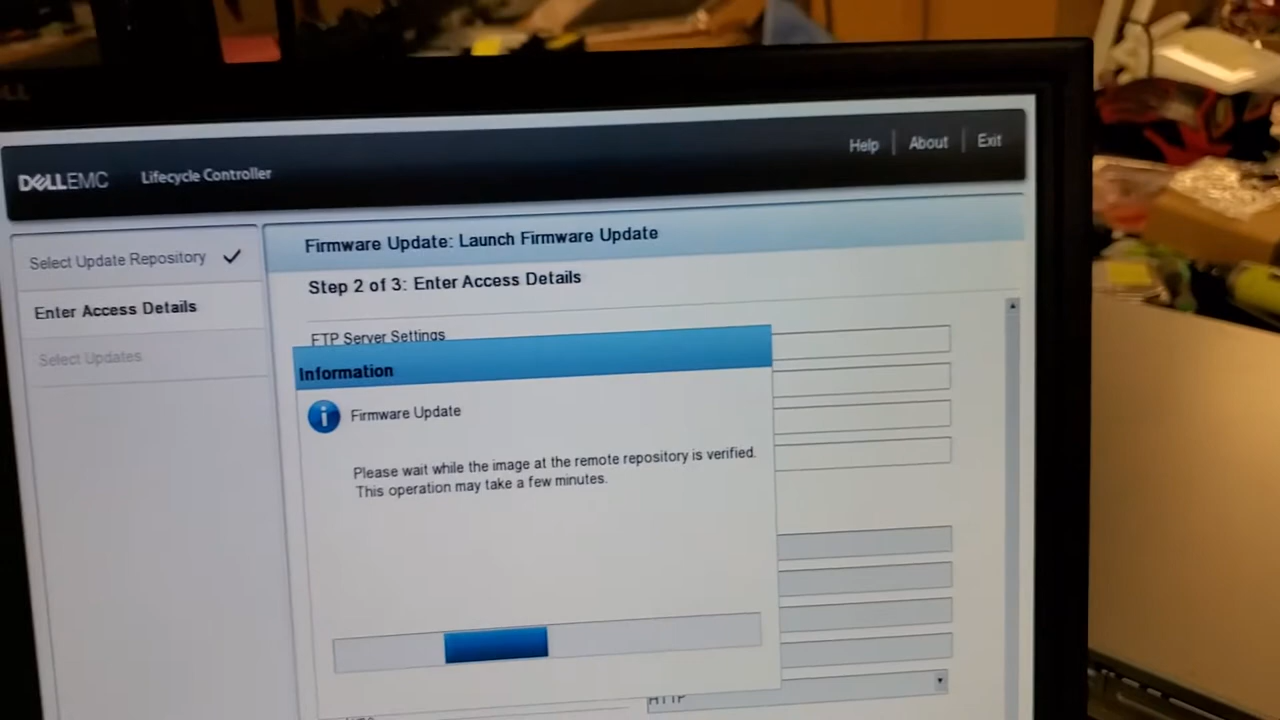 DELLEMC Lifecycle Controller
Help | About | Exit
Select Update Repository
Enter Access Details
Select Updates
Firmware Update: Launch Firmware Update
Step 2 of 3: Enter Access Details
FTP Server Settings
Information
Firmware Update
Please wait while the image at the remote repository is verified.
This operation may take a few minutes.
HTTP